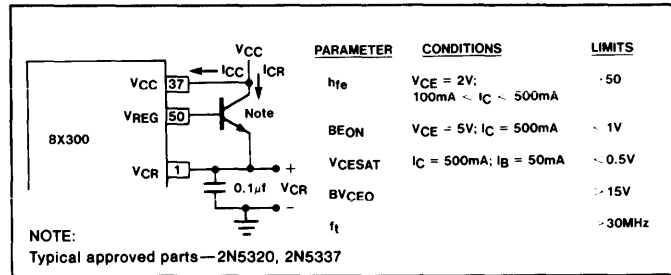 VCC
ICC ICR
VCC 37
VREG 50
Note
8X300
VCR 1
+
0.1μf VCR
−
NOTE:
Typical approved parts—2N5320, 2N5337
PARAMETER CONDITIONS LIMITS
hfe VCE = 2V; 50
100mA < IC < 500mA
BEON VCE = 5V; IC = 500mA < 1V
VCESAT IC = 500mA; IB = 50mA < 0.5V
BVCEO > 15V
ft > 30MHz